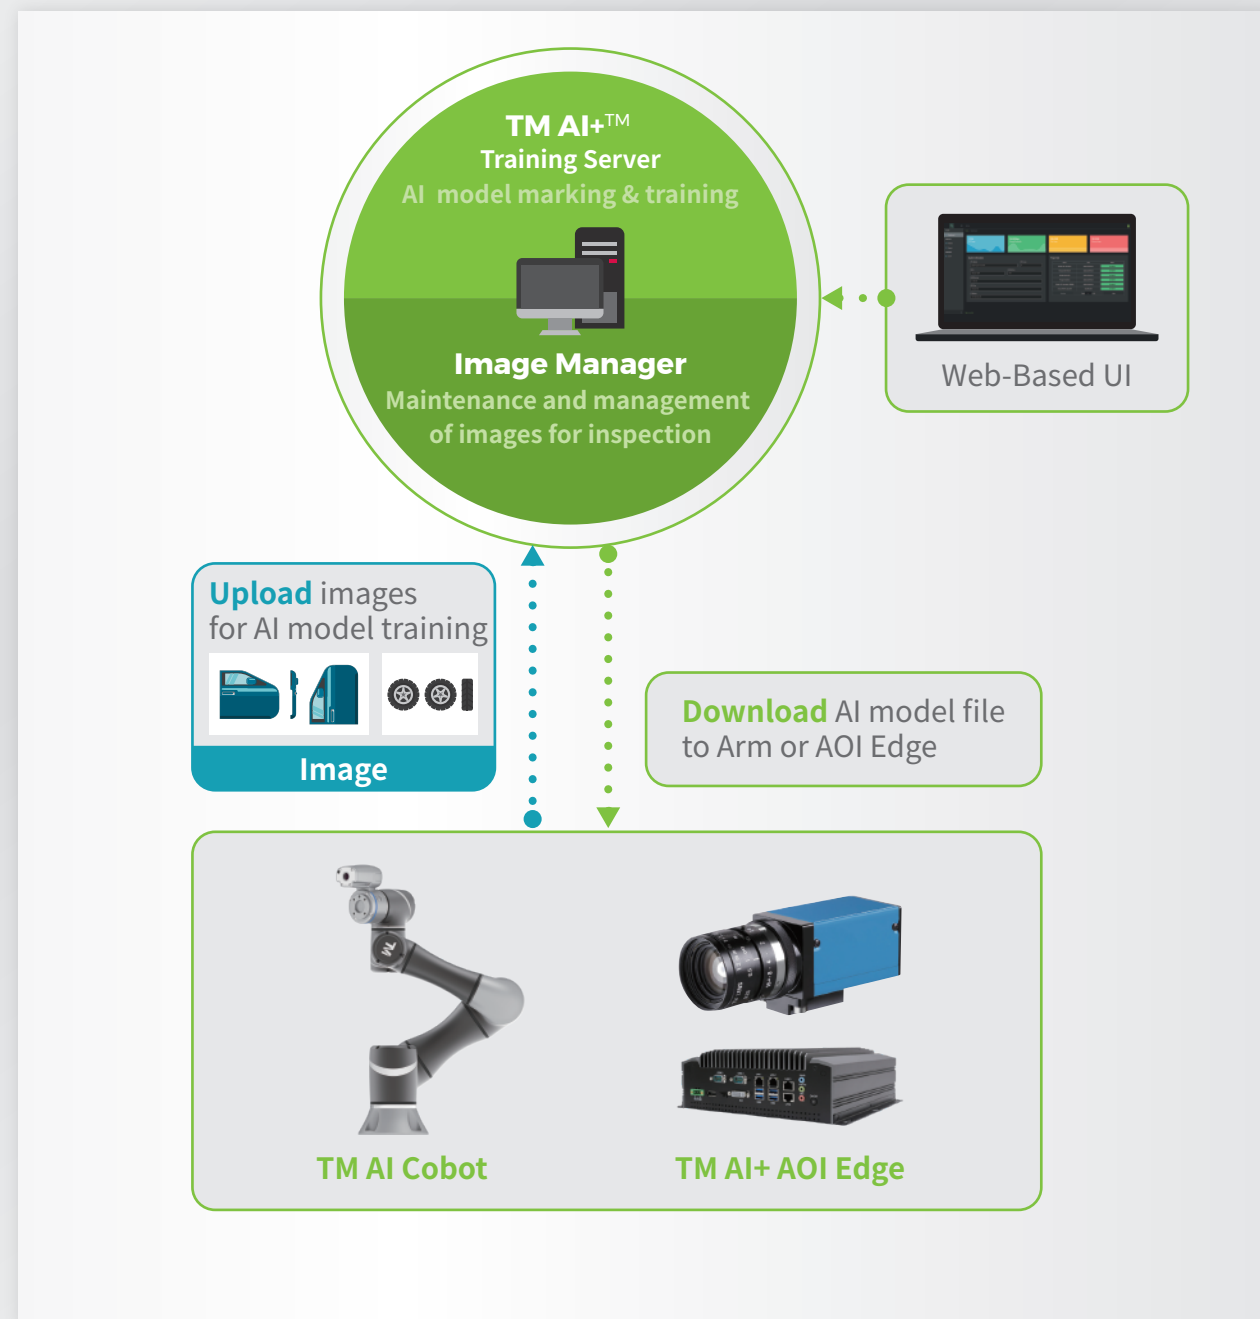 TM AI+™
Training Server
AI model marking & training
Image Manager
Maintenance and management
of images for inspection
Web-Based UI
Upload images
for AI model training
Image
Download AI model file
to Arm or AOI Edge
TM
TM AI Cobot
TM AI+ AOI Edge